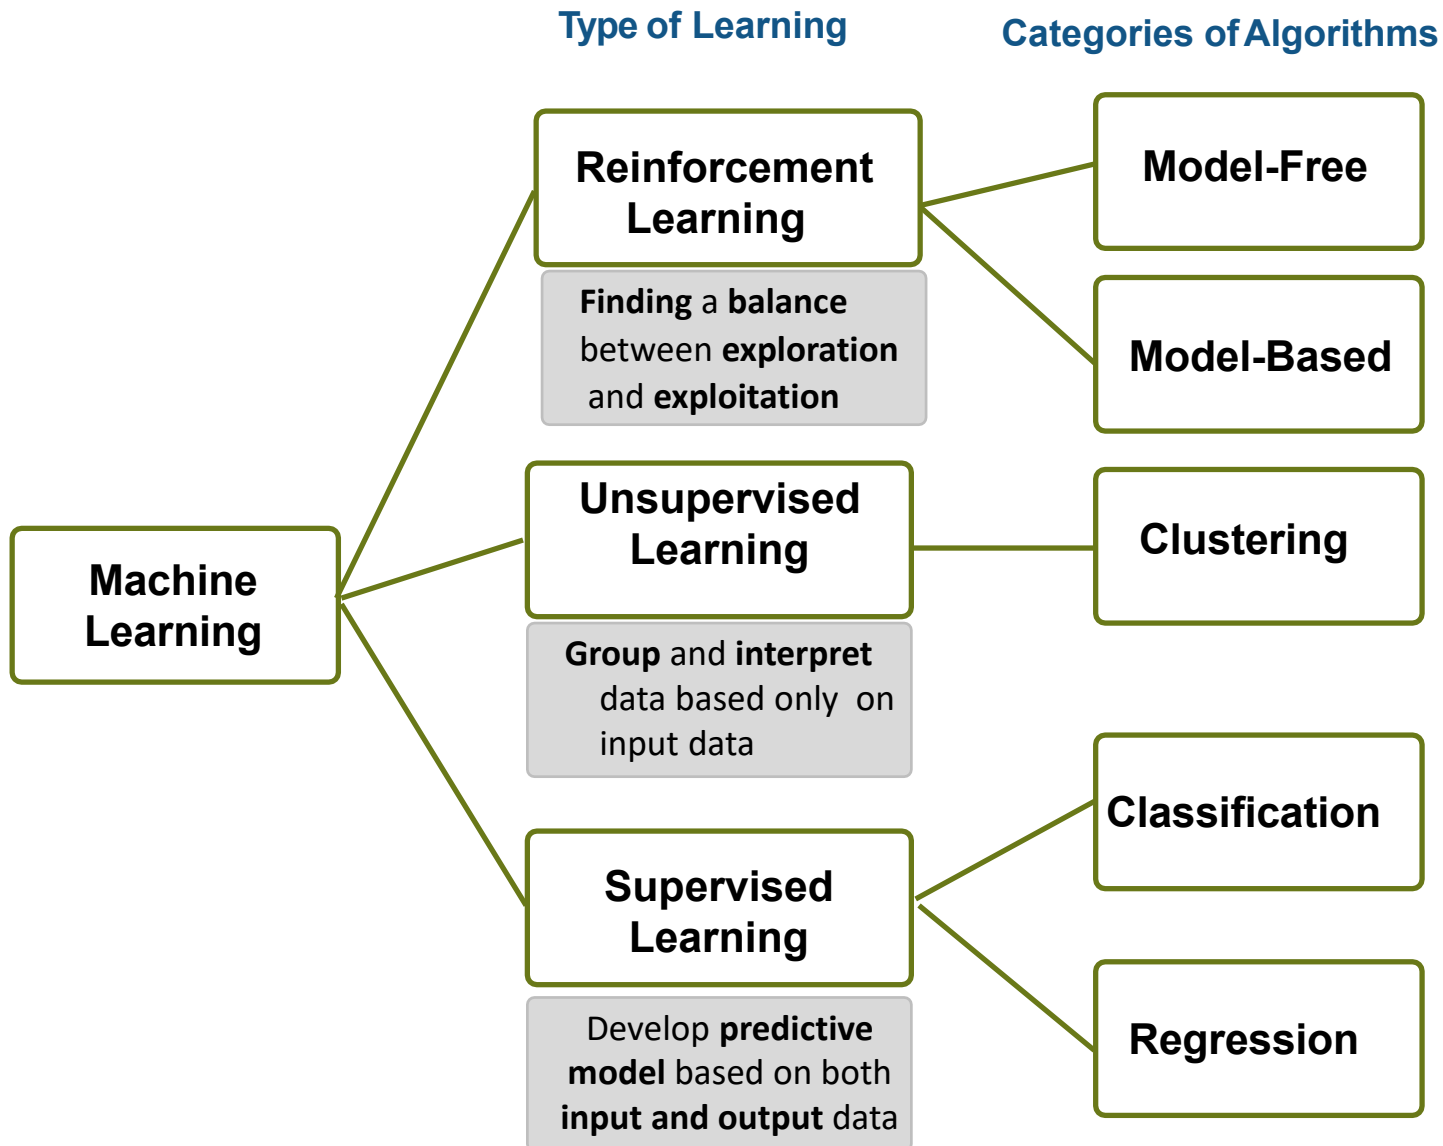 Type of Learning
Categories of Algorithms
Reinforcement
Learning
Finding a balance
between exploration
and exploitation
Model-Free
Model-Based
Unsupervised
Learning
Group and interpret
data based only on
input data
Clustering
Machine
Learning
Supervised
Learning
Develop predictive
model based on both
input and output data
Classification
Regression